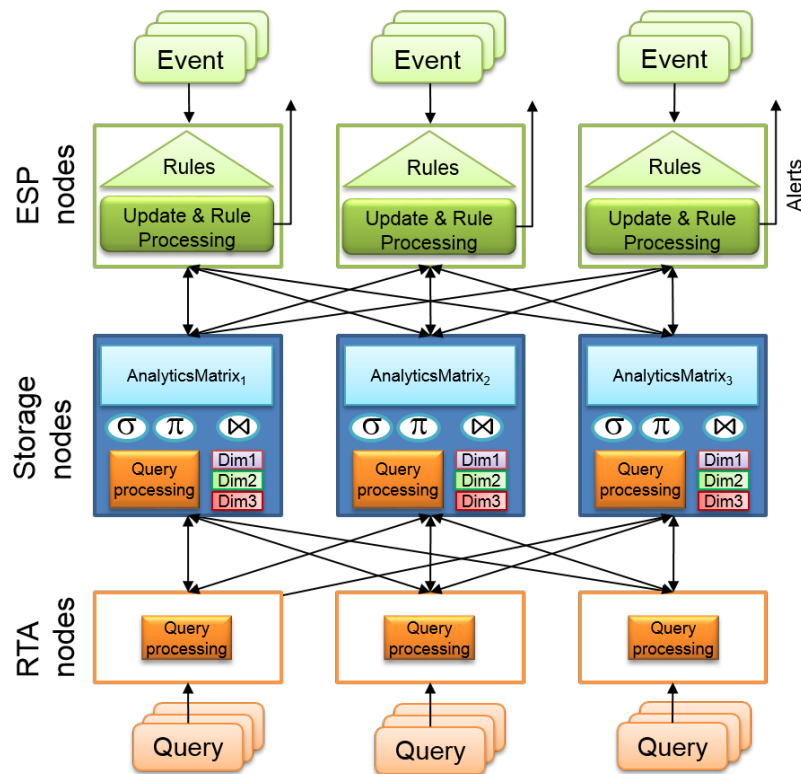 Event
Event
Event
ESP
nodes
Rules
Rules
Rules
Alerts
Update & Rule
Processing
Update & Rule
Processing
Update & Rule
Processing
Storage
nodes
AnalyticsMatrix1
AnalyticsMatrix2
AnalyticsMatrix3
σ π ⋈
σ π ⋈
σ π ⋈
Query
processing
Dim1
Dim2
Dim3
Query
processing
Dim1
Dim2
Dim3
Query
processing
Dim1
Dim2
Dim3
RTA
nodes
Query
processing
Query
processing
Query
processing
Query
Query
Query